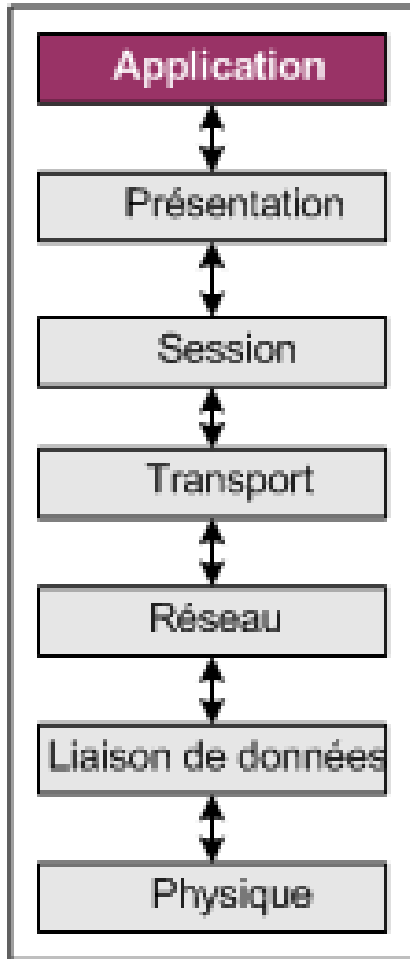 Application
Présentation
Session
Transport
Réseau
Liaison de données
Physique